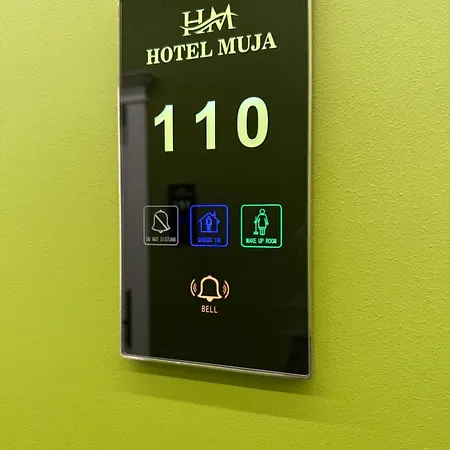 HM
HOTEL MUJA
110
DO NOT DISTURB
CHECK IN
MAKE UP ROOM
BELL